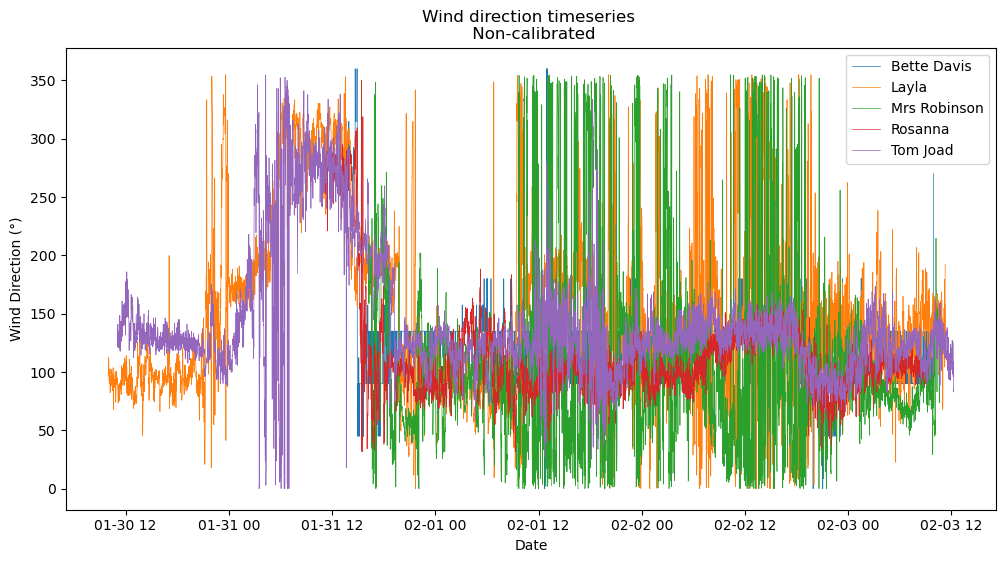 Wind direction timeseries
Non-calibrated
Wind Direction (°)
350
300
250
200
150
100
50
0
Bette Davis
Layla
Mrs Robinson
Rosanna
Tom Joad
01-30 12
01-31 00
01-31 12
02-01 00
02-01 12
02-02 00
02-02 12
02-03 00
02-03 12
Date